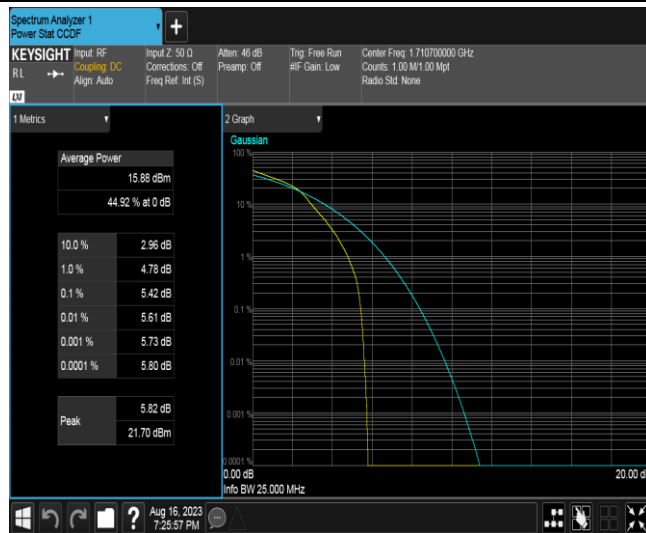 Spectrum Analyzer 1
Power Stat CCDF
KEYSIGHT
RL
Input: RF
Coupling: DC
Align: Auto
Input Z: 50 Ω
Corrections: Off
Freq Ref: Int (S)
Atten: 46 dB
Preamp: Off
Trig: Free Run
#IF Gain: Low
Center Freq: 1.710700000 GHz
Counts: 1.00 M/1.00 Mpt
Radio Std: None
LXI
1 Metrics
Average Power
15.88 dBm
44.92 % at 0 dB
10.0 % 2.96 dB
1.0 % 4.78 dB
0.1 % 5.42 dB
0.01 % 5.61 dB
0.001 % 5.73 dB
0.0001 % 5.80 dB
Peak
5.82 dB
21.70 dBm
2 Graph
Gaussian
100 %
10 %
1 %
0.1 %
0.01 %
0.001 %
0.0001 %
0.00 dB
20.00 d
Info BW 25.000 MHz
?
Aug 16, 2023
7:25:57 PM